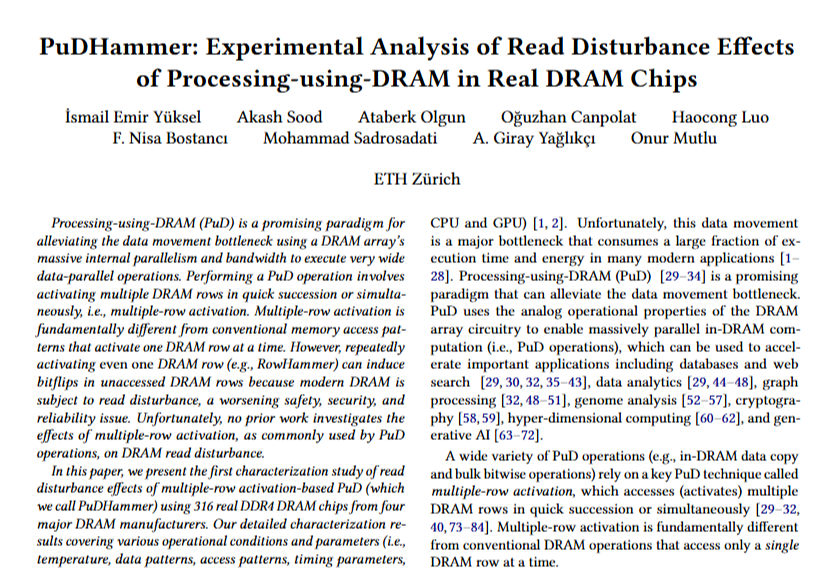 PuDHammer: Experimental Analysis of Read Disturbance Effects
of Processing-using-DRAM in Real DRAM Chips
İsmail Emir Yüksel Akash Sood Ataberk Olgun Oğuzhan Canpolat Haocong Luo
F. Nisa Bostancı Mohammad Sadrosadati A. Giray Yağlıkçı Onur Mutlu
ETH Zürich
Processing-using-DRAM (PuD) is a promising paradigm for
alleviating the data movement bottleneck using a DRAM array's
massive internal parallelism and bandwidth to execute very wide
data-parallel operations. Performing a PuD operation involves
activating multiple DRAM rows in quick succession or simulta-
neously, i.e., multiple-row activation. Multiple-row activation is
fundamentally different from conventional memory access pat-
terns that activate one DRAM row at a time. However, repeatedly
activating even one DRAM row (e.g., RowHammer) can induce
bitflips in unaccessed DRAM rows because modern DRAM is
subject to read disturbance, a worsening safety, security, and
reliability issue. Unfortunately, no prior work investigates the
effects of multiple-row activation, as commonly used by PuD
operations, on DRAM read disturbance.
In this paper, we present the first characterization study of read
disturbance effects of multiple-row activation-based PuD (which
we call PuDHammer) using 316 real DDR4 DRAM chips from four
major DRAM manufacturers. Our detailed characterization re-
sults covering various operational conditions and parameters (i.e.,
temperature, data patterns, access patterns, timing parameters,
CPU and GPU) [1, 2]. Unfortunately, this data movement
is a major bottleneck that consumes a large fraction of ex-
ecution time and energy in many modern applications [1–
28]. Processing-using-DRAM (PuD) [29–34] is a promising
paradigm that can alleviate the data movement bottleneck.
PuD uses the analog operational properties of the DRAM
array circuitry to enable massively parallel in-DRAM com-
putation (i.e., PuD operations), which can be used to accel-
erate important applications including databases and web
search [29, 30, 32, 35–43], data analytics [29, 44–48], graph
processing [32, 48–51], genome analysis [52–57], cryptogra-
phy [58, 59], hyper-dimensional computing [60–62], and gen-
erative AI [63–72].
A wide variety of PuD operations (e.g., in-DRAM data copy
and bulk bitwise operations) rely on a key PuD technique called
multiple-row activation, which accesses (activates) multiple
DRAM rows in quick succession or simultaneously [29–32,
40, 73–84]. Multiple-row activation is fundamentally different
from conventional DRAM operations that access only a single
DRAM row at a time.